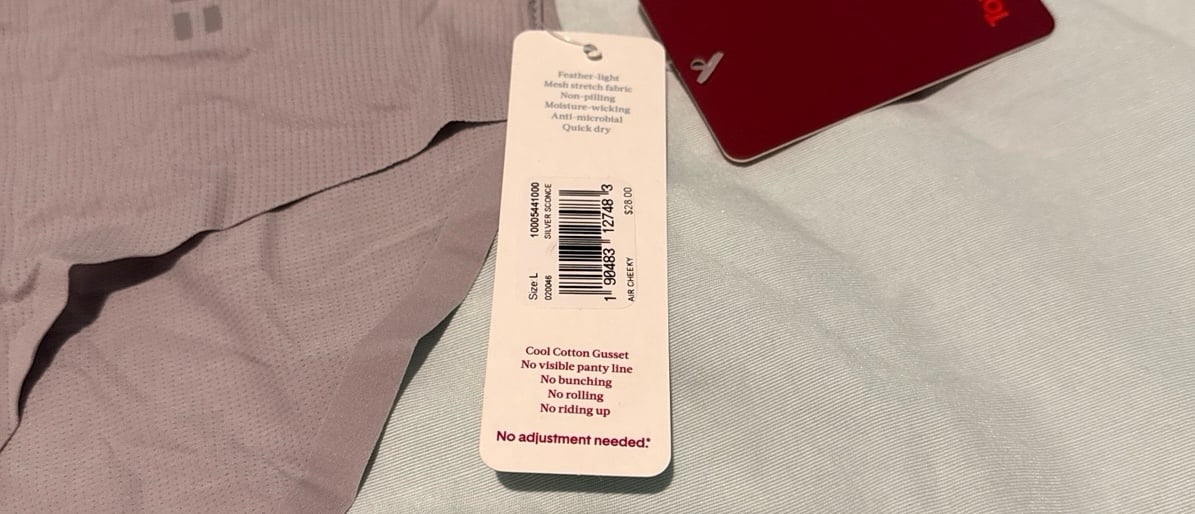 Feather-light
Mesh stretch fabric
Non-pilling
Moisture-wicking
Anti-microbial
Quick dry
Size:L 10005441000
020046 SILVER SCONCE
1 90483 12748 3
AIR CHEEKY $28.00
Cool Cotton Gusset
No visible panty line
No bunching
No rolling
No riding up
No adjustment needed.*